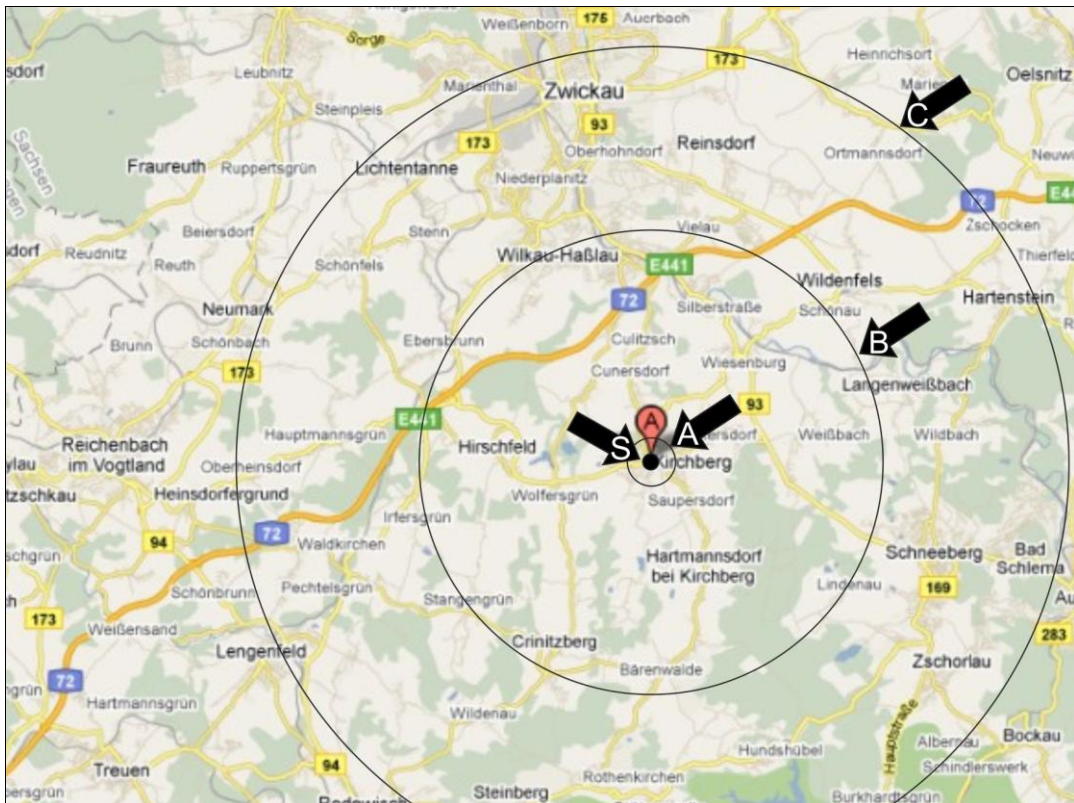 Weißenborn
175
Auerbach
Sorge
173
Heinrichsort
Leubnitz
Marienthal
Zwickau
Oelsnitz
C
Steinpleis
93
173
Reinsdorf
Oberhohndorf
Ortmannsdorf
Fraureuth
Ruppertsgrün
Lichtentanne
Niederplanitz
Sachsen
72
Beiersdorf
Stenn
Vielau
Zschocken
Reudnitz
Wilkau-Haßlau
Reuth
Schönfels
E441
Wildenfels
Neumark
72
Silberstraße
Schönau
Hartenstein
Brunn
Schönbach
Ebersbrunn
Culitzsch
B
173
Cunersdorf
Wiesenburg
Langenweißbach
E441
A
93
Reichenbach
im Vogtland
Hauptmannsgrün
Hirschfeld
S
A
Weißbach
Wildbach
Kirchberg
Oberheinsdorf
Heinsdorfergrund
Wolfersgrün
Saupersdorf
94
72
Irfersgrün
Waldkirchen
Hartmannsdorf
bei Kirchberg
Schneeberg
Bad
Schlema
Schönbrunn
Pechtelsgrün
Stangengrün
Lindenau
169
173
Weißensand
Lengenfeld
Crinitzberg
283
72
Bärenwalde
Zschorlau
Hartmannsgrün
Wildenau
Hauptstraße
Bockau
Treuen
94
Hundshübel
Albernau
Schindlerswerk
Rothenkirchen
Steinberg
Burkhardtsgrün